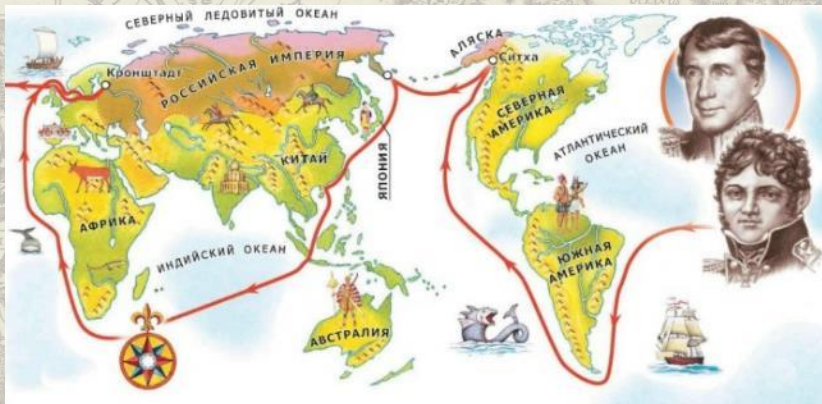 СЕВЕРНЫЙ ЛЕДОВИТЫЙ ОКЕАН
Кронштадт
РОССИЙСКАЯ ИМПЕРИЯ
КИТАЙ
ЯПОНИЯ
АФРИКА
ИНДИЙСКИЙ ОКЕАН
АВСТРАЛИЯ
АЛЯСКА
Ситха
СЕВЕРНАЯ
АМЕРИКА
АТЛАНТИЧЕСКИЙ
ОКЕАН
ЮЖНАЯ
АМЕРИКА